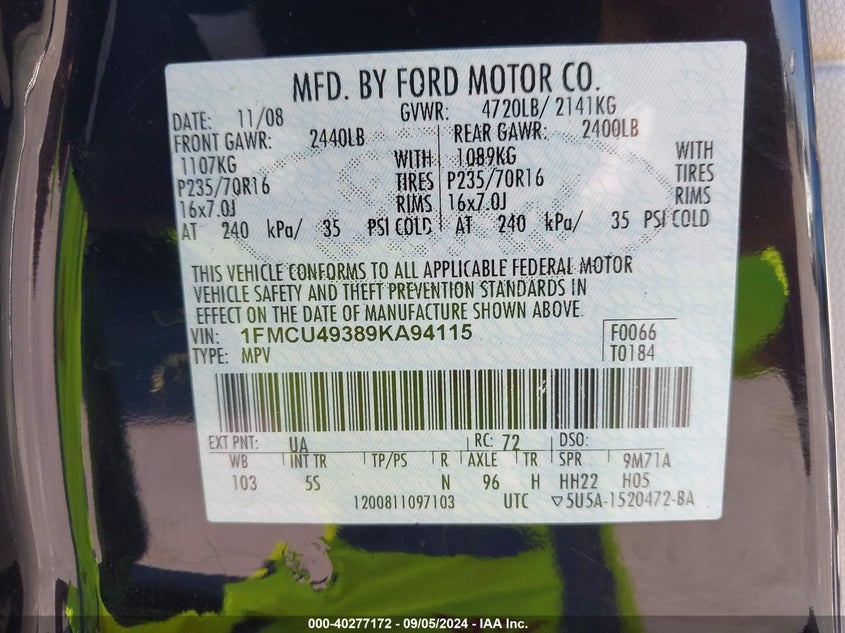 MFD. BY FORD MOTOR CO.
DATE: 11/08 GVWR: 4720LB/ 2141KG
FRONT GAWR: 2440LB REAR GAWR: 2400LB
1107KG WITH 1089KG WITH
P235/70R16 TIRES P235/70R16 TIRES
16x7.0J RIMS 16x7.0J RIMS
AT 240 kPa/ 35 PSI COLD AT 240 kPa/ 35 PSI COLD
THIS VEHICLE CONFORMS TO ALL APPLICABLE FEDERAL MOTOR
VEHICLE SAFETY AND THEFT PREVENTION STANDARDS IN
EFFECT ON THE DATE OF MANUFACTURE SHOWN ABOVE.
VIN: 1FMCU49389KA94115 F0066
TYPE: MPV T0184
EXT PNT: UA RC: 72 DSO:
WB INT TR TP/PS R AXLE TR SPR 9M71A
103 5S N 96 H HH22 H05
1200811097103 UTC ▽5U5A-1520472-BA
000-40277172 - 09/05/2024 - IAA Inc.